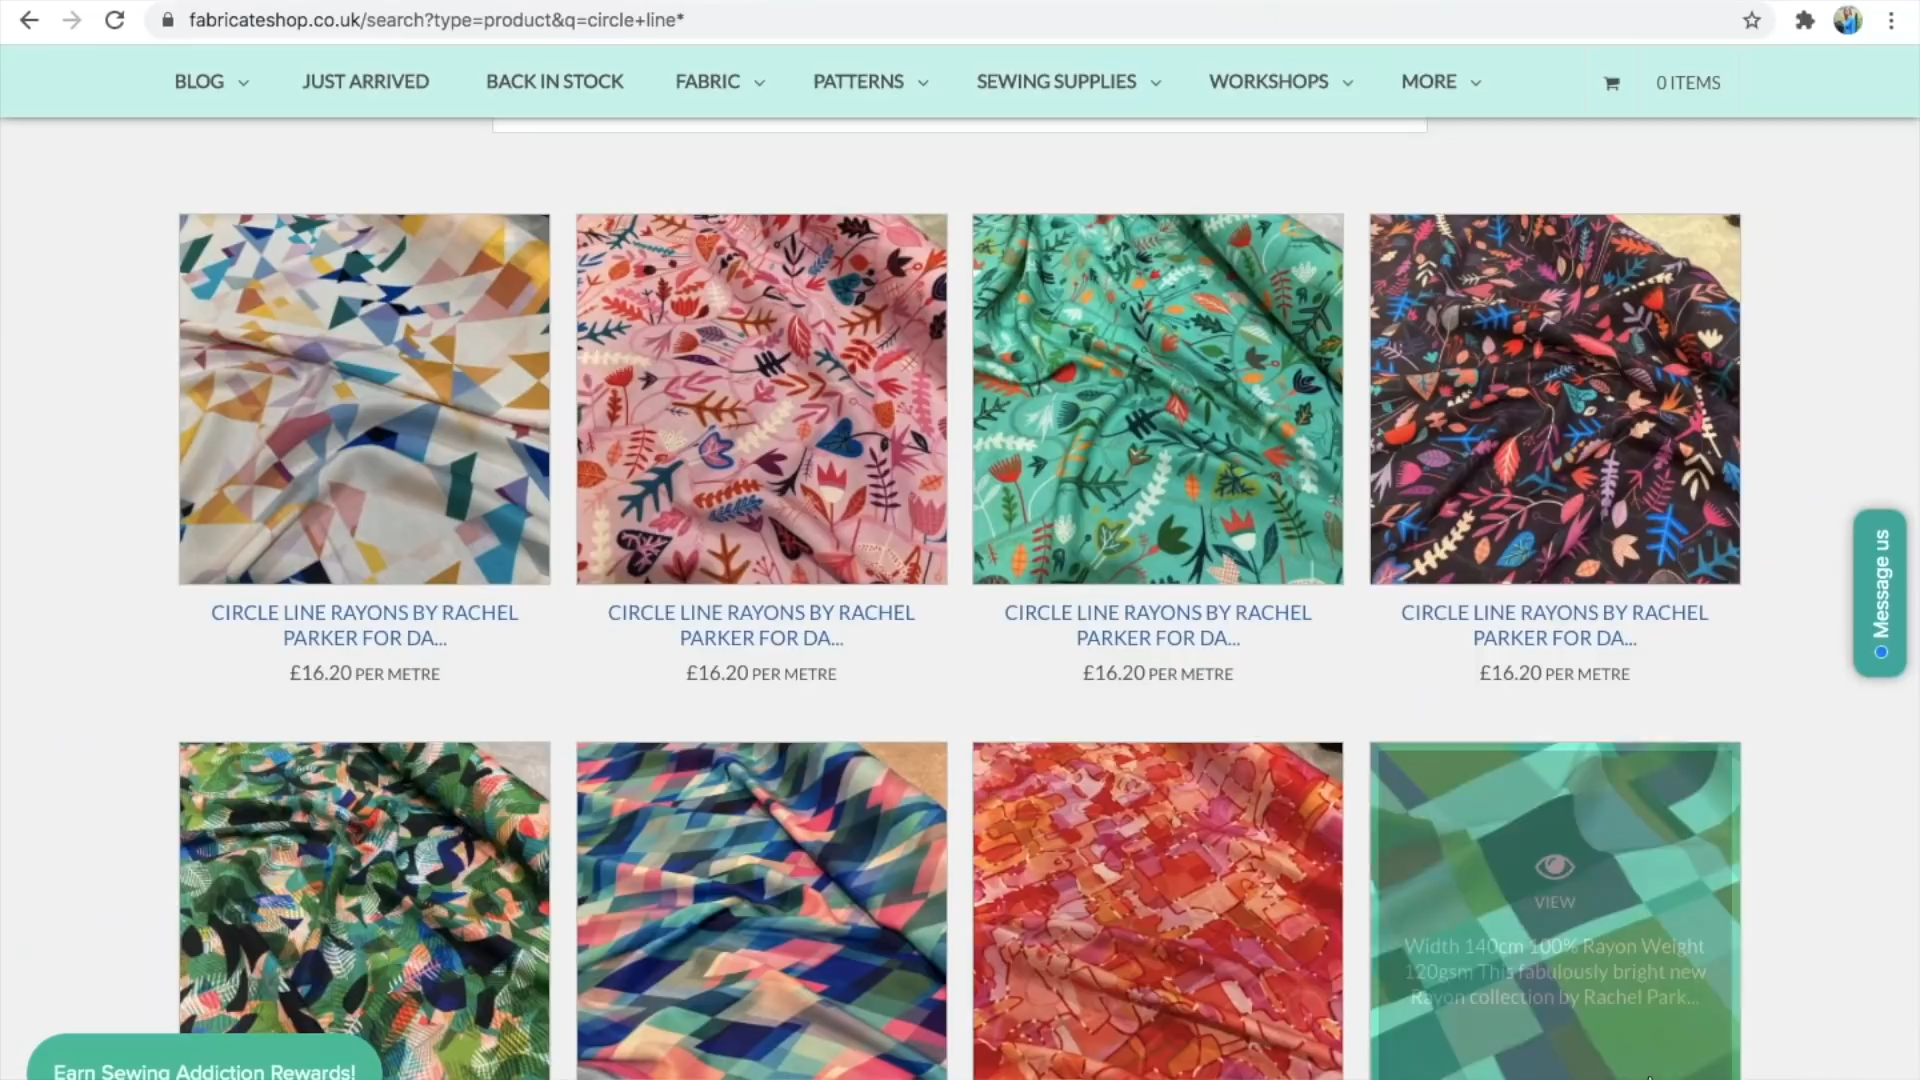 fabricateshop.co.uk/search?type=product&q=circle+line*
BLOG JUST ARRIVED BACK IN STOCK FABRIC PATTERNS SEWING SUPPLIES WORKSHOPS MORE 0 ITEMS
CIRCLE LINE RAYONS BY RACHEL
PARKER FOR DA...
£16.20 PER METRE
CIRCLE LINE RAYONS BY RACHEL
PARKER FOR DA...
£16.20 PER METRE
CIRCLE LINE RAYONS BY RACHEL
PARKER FOR DA...
£16.20 PER METRE
CIRCLE LINE RAYONS BY RACHEL
PARKER FOR DA...
£16.20 PER METRE
Message us
VIEW
Width 140cm 100% Rayon Weight
120gsm This fabulously bright new
Rayon collection by Rachel Park...
Earn Sewing Addiction Rewards!